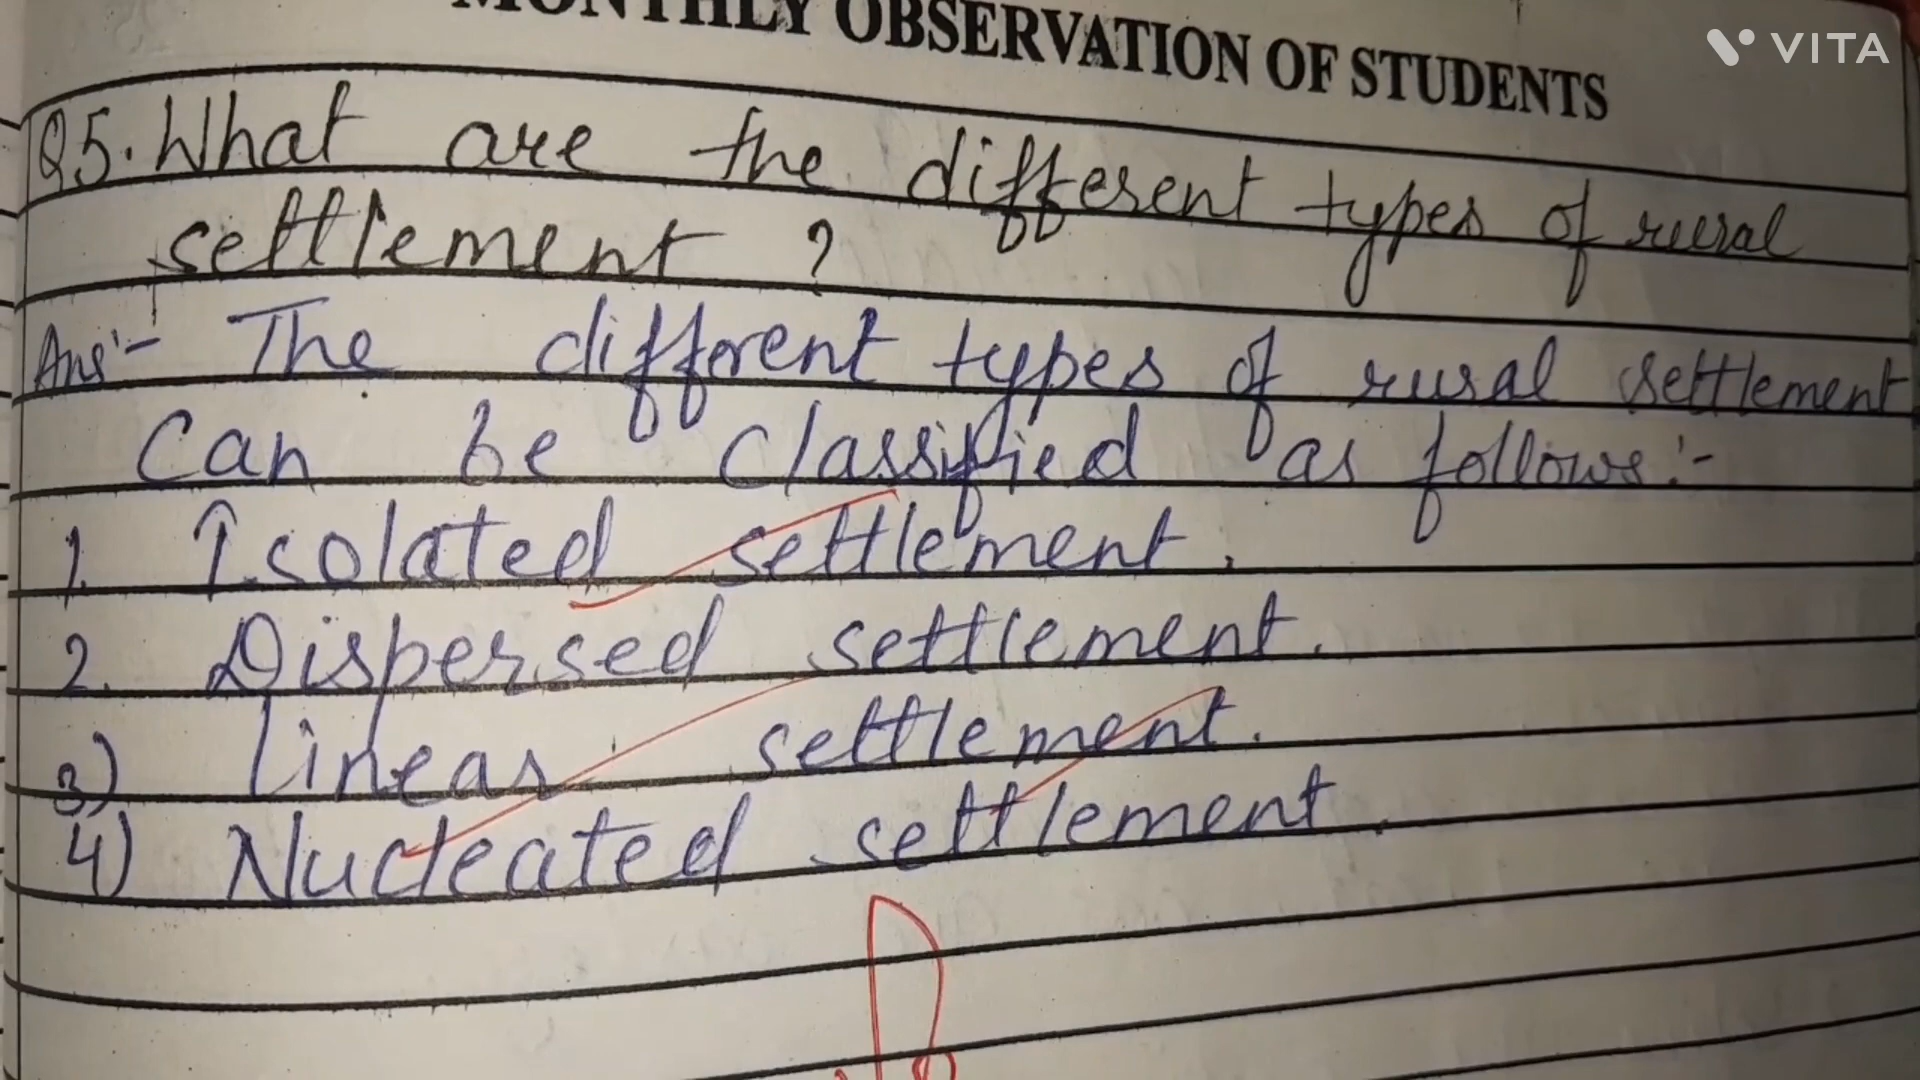 MONTHLY OBSERVATION OF STUDENTS
VITA
Q5. What are the different types of rural
settlement ?
Ans:- The different types of rural settlement
Can be Classified as follows:-
1. Isolated settlement.
2. Dispersed settlement.
3) Linear settlement.
4) Nucleated settlement.